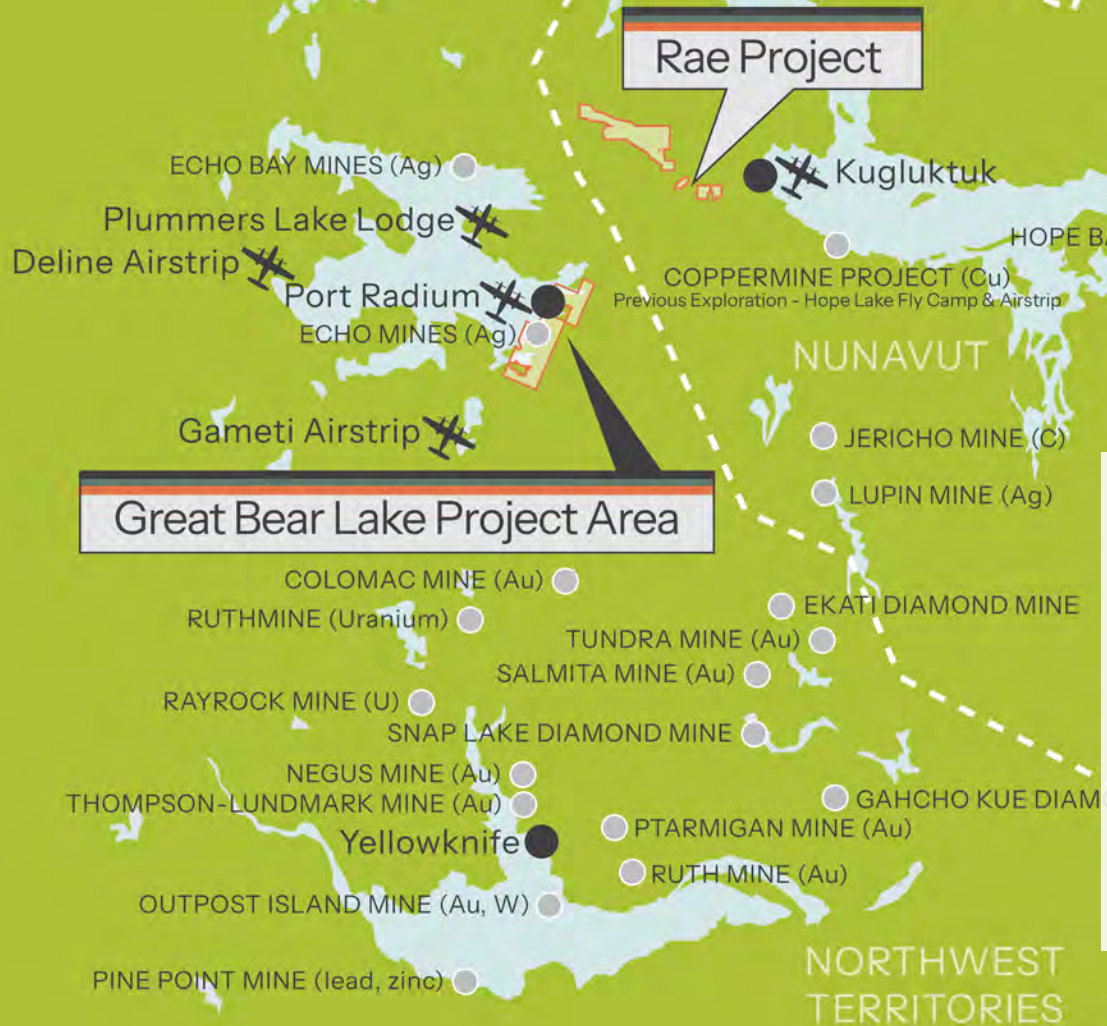 Rae Project
ECHO BAY MINES (Ag)
Kugluktuk
Plummers Lake Lodge
HOPE
Deline Airstrip
COPPERMINE PROJECT (Cu)
Port Radium
Previous Exploration - Hope Lake Fly Camp & Airstrip
ECHO MINES (Ag)
NUNAVUT
Gameti Airstrip
JERICHO MINE (C)
LUPIN MINE (Ag)
Great Bear Lake Project Area
COLOMAC MINE (Au)
EKATI DIAMOND MINE
RUTHMINE (Uranium)
TUNDRA MINE (Au)
SALMITA MINE (Au)
RAYROCK MINE (U)
SNAP LAKE DIAMOND MINE
NEGUS MINE (Au)
THOMPSON-LUNDMARK MINE (Au)
GAHCHO KUE DIAM
PTARMIGAN MINE (Au)
Yellowknife
RUTH MINE (Au)
OUTPOST ISLAND MINE (Au, W)
PINE POINT MINE (lead, zinc)
NORTHWEST
TERRITORIES